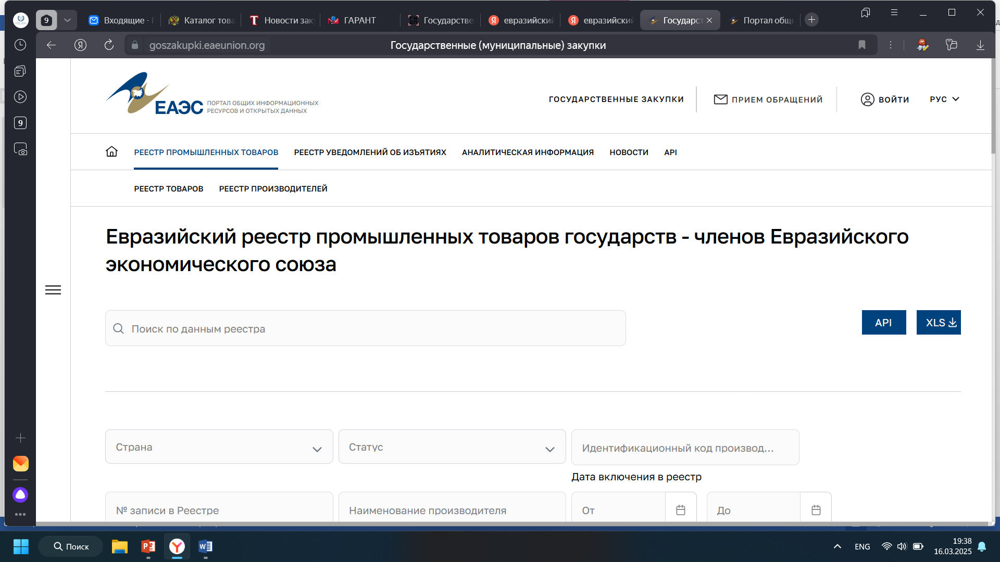 9
Входящие -
Каталог това
Новости зак
ГАРАНТ
Государстве
евразийский
евразийский
Государст
Портал общ
goszakupki.eaeunion.org
Государственные (муниципальные) закупки
9
ЕАЭС
ПОРТАЛ ОБЩИХ ИНФОРМАЦИОННЫХ
РЕСУРСОВ И ОТКРЫТЫХ ДАННЫХ
ГОСУДАРСТВЕННЫЕ ЗАКУПКИ
ПРИЕМ ОБРАЩЕНИЙ
ВОЙТИ
РУС
РЕЕСТР ПРОМЫШЛЕННЫХ ТОВАРОВ
РЕЕСТР УВЕДОМЛЕНИЙ ОБ ИЗЪЯТИЯХ
АНАЛИТИЧЕСКАЯ ИНФОРМАЦИЯ
НОВОСТИ
API
РЕЕСТР ТОВАРОВ
РЕЕСТР ПРОИЗВОДИТЕЛЕЙ
Евразийский реестр промышленных товаров государств - членов Евразийского
экономического союза
Поиск по данным реестра
API
XLS
Страна
Статус
Идентификационный код производ...
Дата включения в реестр
№ записи в Реестре
Наименование производителя
От
До
Поиск
ENG
19:38
16.03.2025